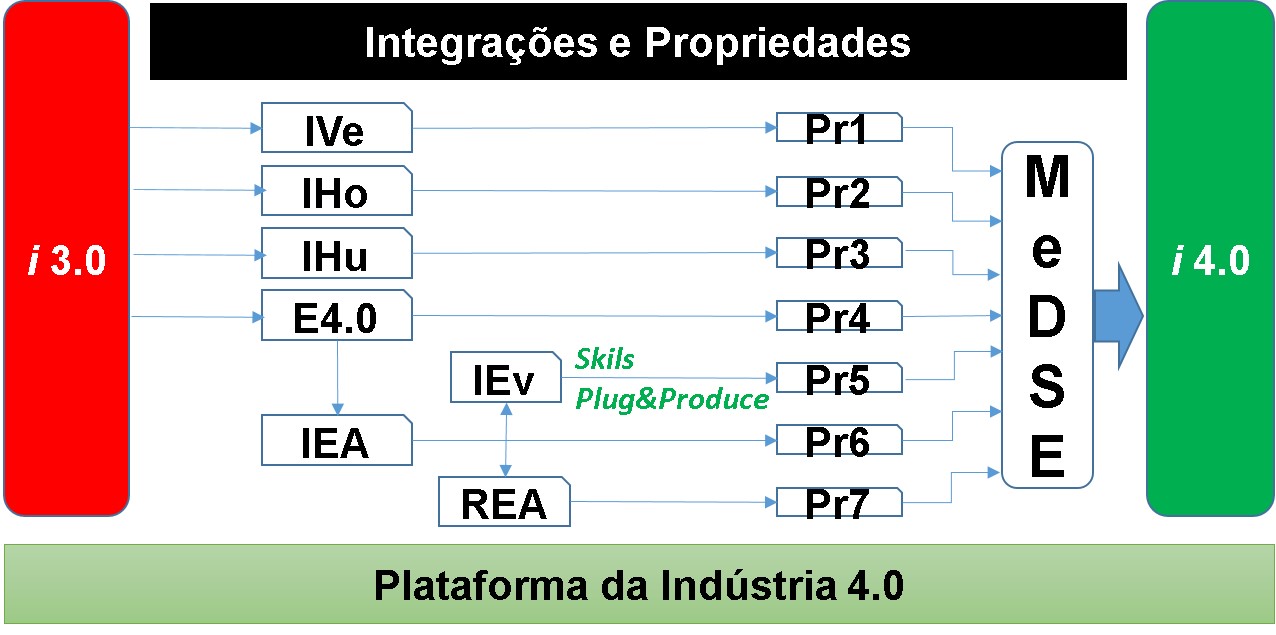 Integrações e Propriedades
i 3.0
IVe
IHo
IHu
E4.0
IEA
IEv
REA
Skils
Plug&Produce
Pr1
Pr2
Pr3
Pr4
Pr5
Pr6
Pr7
M
e
D
S
E
i 4.0
Plataforma da Indústria 4.0